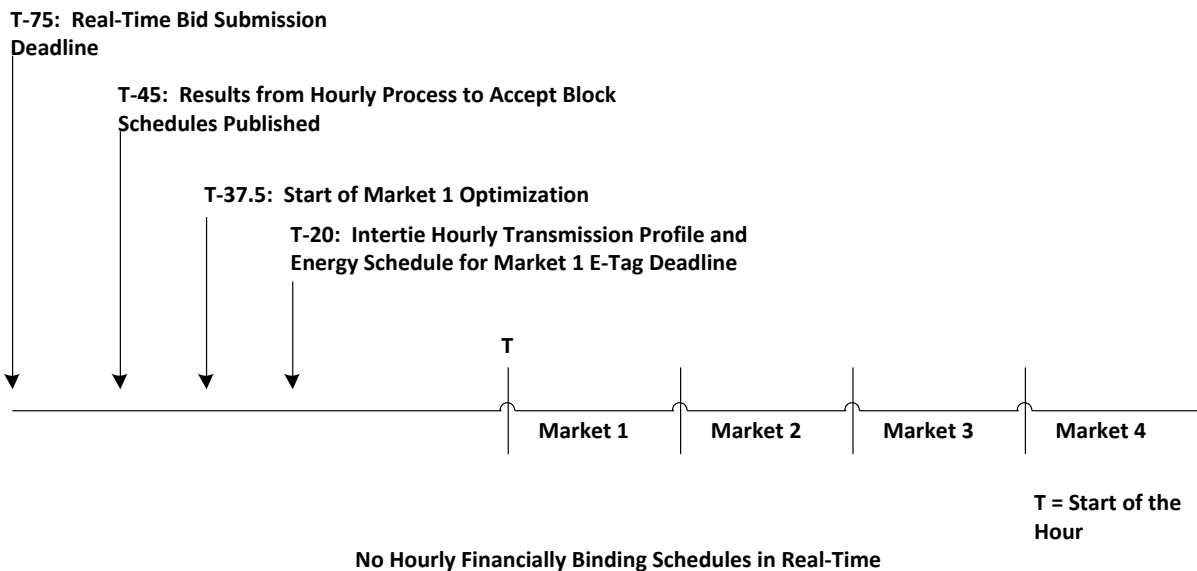 T-75: Real-Time Bid Submission
Deadline
T-45: Results from Hourly Process to Accept Block
Schedules Published
T-37.5: Start of Market 1 Optimization
T-20: Intertie Hourly Transmission Profile and
Energy Schedule for Market 1 E-Tag Deadline
T
Market 1
Market 2
Market 3
Market 4
T = Start of the
Hour
No Hourly Financially Binding Schedules in Real-Time